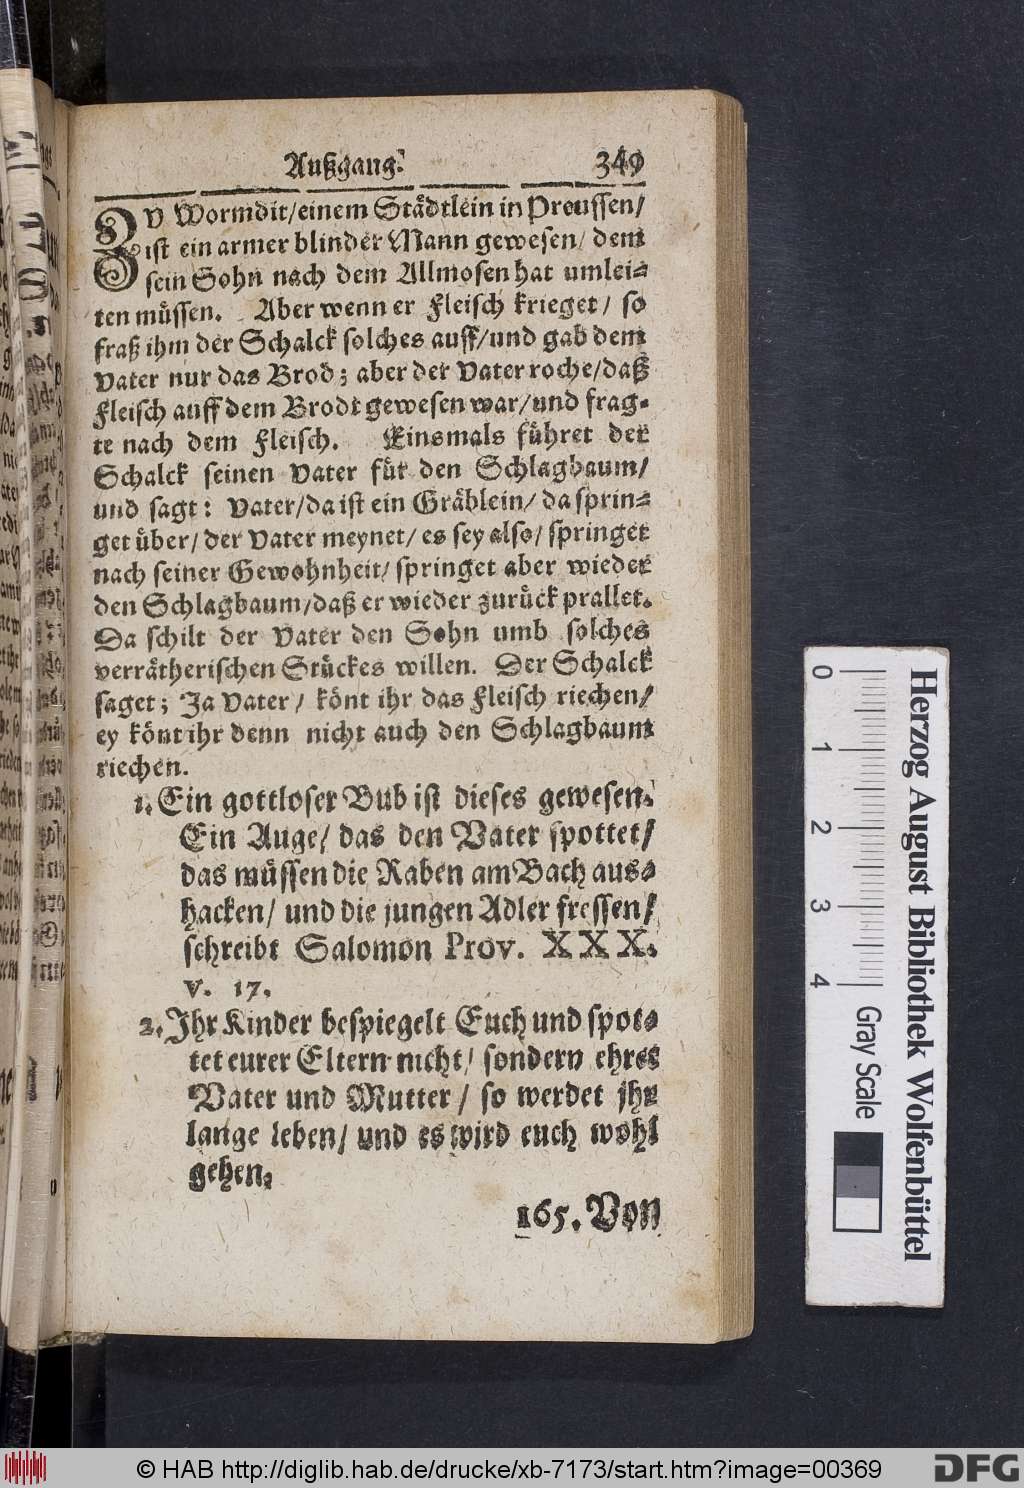 Außgang. 349
ZV Wormdit/einem Städtlein in Preussen/
ist ein armer blinder Mann gewesen/ dem
sein Sohn nach dem Allmosen hat umlei-
ten müssen. Aber wenn er Fleisch krieget/ so
fraß ihm der Schalck solches auff/und gab dem
Vater nur das Brod; aber der Vater roche/daß
Fleisch auff dem Brodt gewesen war/und frag-
te nach dem Fleisch. Einsmals führet der
Schalck seinen Vater für den Schlagbaum/
und sagt: Vater/da ist ein Gräblein/ da sprin-
get über/ der Vater meynet/ es sey also/ springet
nach seiner Gewohnheit/ springet aber wieder
den Schlagbaum/daß er wieder zurück prallet.
Da schilt der Vater den Sohn umb solches
verrätherischen Stückes willen. Der Schalck
saget; Ja Vater/ könt ihr das Fleisch riechen/
ey könt ihr denn nicht auch den Schlagbaum
riechen.
1. Ein gottloser Bub ist dieses gewesen.
Ein Auge/ das den Vater spottet/
das müssen die Raben am Bach aus-
hacken/ und die jungen Adler fressen/
schreibt Salomon Prov. XXX.
v. 17.
2. Ihr Kinder bespiegelt Euch und spot-
tet eurer Eltern nicht/ sondern ehret
Vater und Mutter/ so werdet jhr
lange leben/ und es wird euch wohl
gehen.
165. Von
0 1 2 3 4
Herzog August Bibliothek Wolfenbüttel
Gray Scale
© HAB http://diglib.hab.de/drucke/xb-7173/start.htm?image=00369
DFG